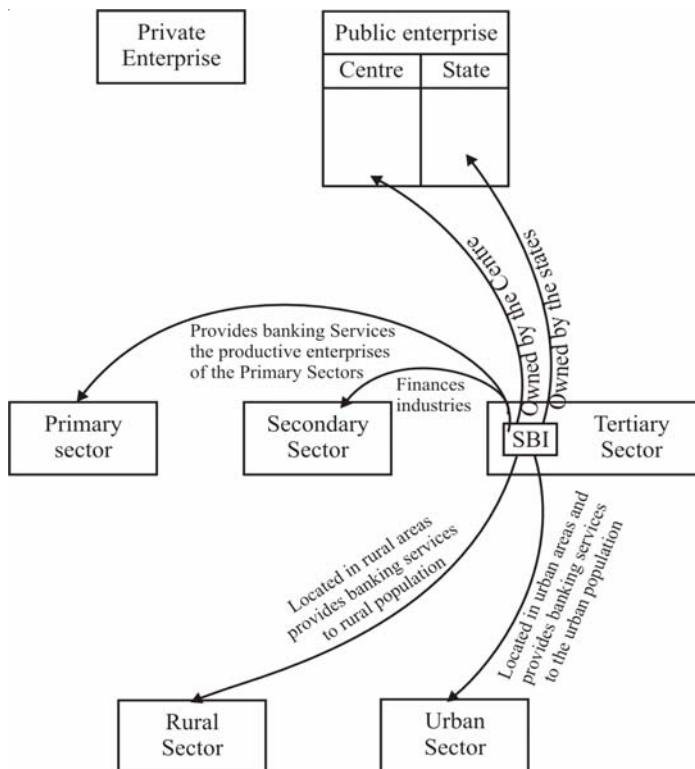 Private
Enterprise
Public enterprise
Centre
State
Owned by the Centre
Owned by the states
Provides banking Services
the productive enterprises
of the Primary Sectors
Finances
industries
Primary
sector
Secondary
Sector
SBI
Tertiary
Sector
Located in rural areas
provides banking services
to rural population
Located in urban areas and
provides banking services
to the urban population
Rural
Sector
Urban
Sector